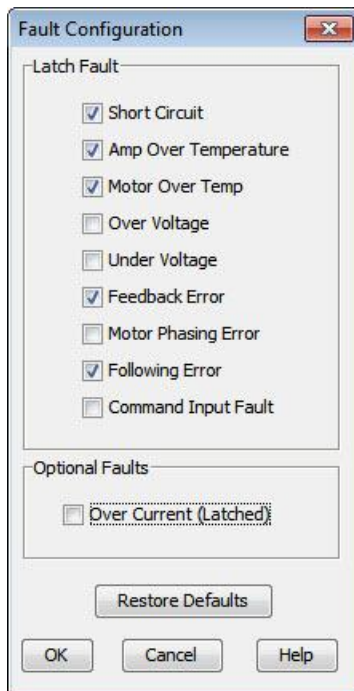 Fault Configuration
Latch Fault
Short Circuit
Amp Over Temperature
Motor Over Temp
Over Voltage
Under Voltage
Feedback Error
Motor Phasing Error
Following Error
Command Input Fault
Optional Faults
Over Current (Latched)
Restore Defaults
OK Cancel Help